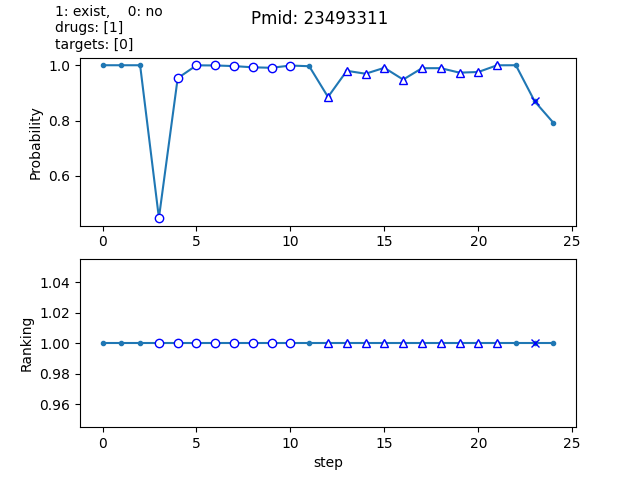 1: exist,    0: no
drugs: [1]
targets: [0]
Pmid: 23493311
1.0
0.8
0.6
Probability
0 5 10 15 20 25
1.04
1.02
1.00
0.98
0.96
Ranking
0 5 10 15 20 25
step